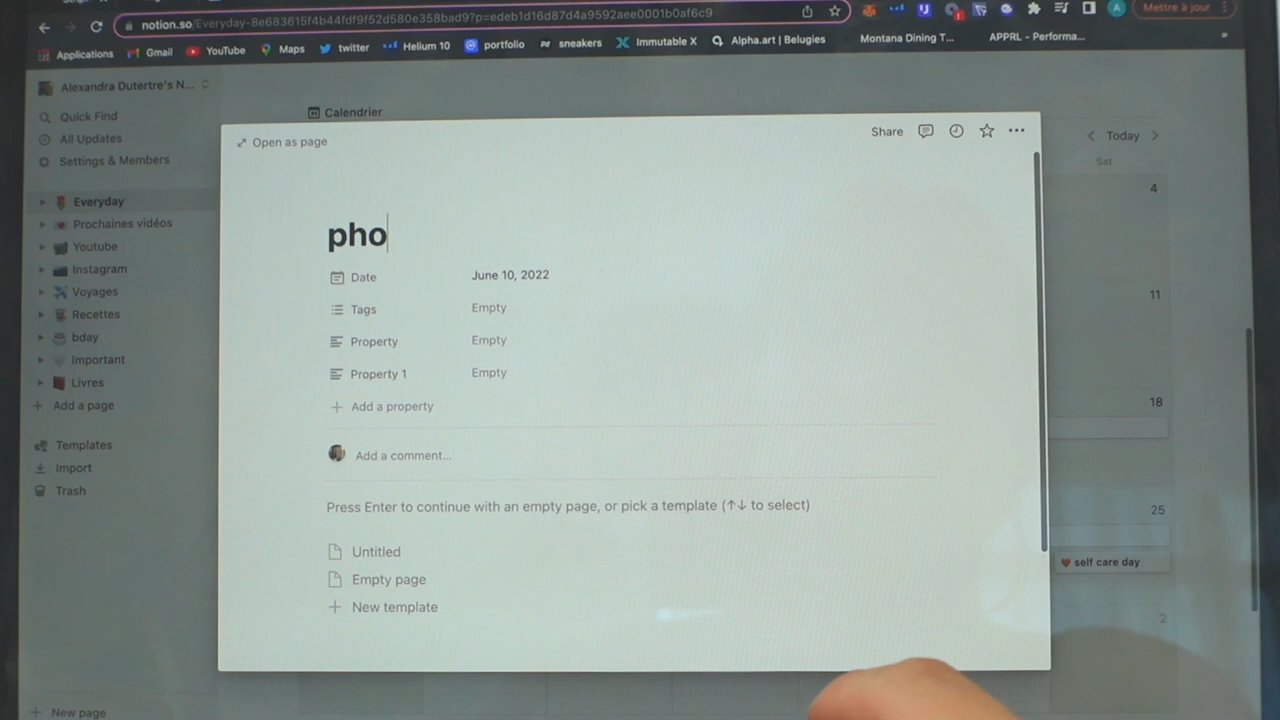 notion.so/Everyday-8e683615f4b44fdf9f52d580e358bad9?p=edeb1d16d87d4a9592aee0001b0af6c9
Mettre à jour
Applications Gmail YouTube Maps twitter Helium 10 portfolio sneakers Immutable X Alpha.art | Belugies Montana Dining T... APPRL - Performa...
Alexandra Dutertre's N...
Quick Find
All Updates
Settings & Members
Everyday
Prochaines vidéos
Youtube
Instagram
Voyages
Recettes
bday
Important
Livres
Add a page
Templates
Import
Trash
New page
Calendrier
Open as page
Share
pho
Date June 10, 2022
Tags Empty
Property Empty
Property 1 Empty
Add a property
Add a comment...
Press Enter to continue with an empty page, or pick a template (↑↓ to select)
Untitled
Empty page
New template
Today
Sat
4
11
18
25
self care day
2